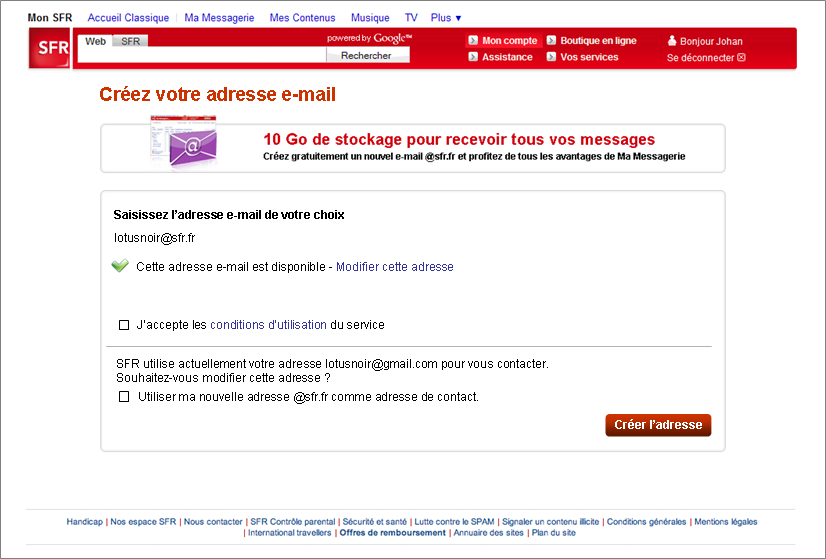 Mon SFR Accueil Classique | Ma Messagerie Mes Contenus Musique TV Plus ▼
SFR
Web SFR
powered by Google™
Rechercher
Mon compte Boutique en ligne
Assistance Vos services
Bonjour Johan
Se déconnecter
Créez votre adresse e-mail
10 Go de stockage pour recevoir tous vos messages
Créez gratuitement un nouvel e-mail @sfr.fr et profitez de tous les avantages de Ma Messagerie
Saisissez l'adresse e-mail de votre choix
lotusnoir@sfr.fr
Cette adresse e-mail est disponible - Modifier cette adresse
J'accepte les conditions d'utilisation du service
SFR utilise actuellement votre adresse lotusnoir@gmail.com pour vous contacter.
Souhaitez-vous modifier cette adresse ?
Utiliser ma nouvelle adresse @sfr.fr comme adresse de contact.
Créer l'adresse
Handicap | Nos espace SFR | Nous contacter | SFR Contrôle parental | Sécurité et santé | Lutte contre le SPAM | Signaler un contenu illicite | Conditions générales | Mentions légales
| International travellers | Offres de remboursement | Annuaire des sites | Plan du site